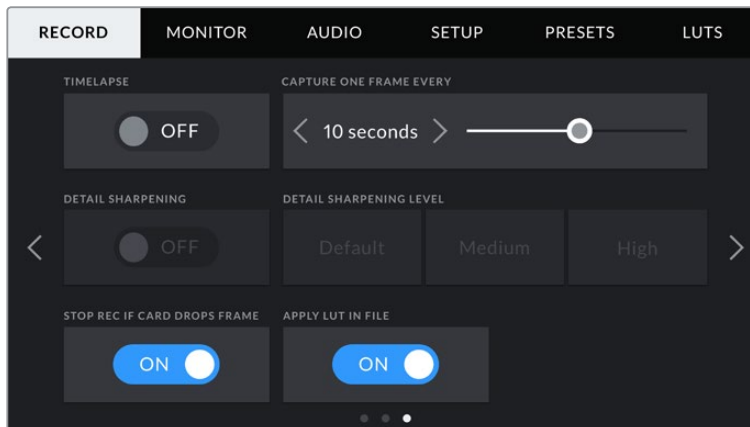 RECORD MONITOR AUDIO SETUP PRESETS LUTS
TIMELAPSE CAPTURE ONE FRAME EVERY
OFF 10 seconds
DETAIL SHARPENING DETAIL SHARPENING LEVEL
OFF Default Medium High
STOP REC IF CARD DROPS FRAME APPLY LUT IN FILE
ON ON